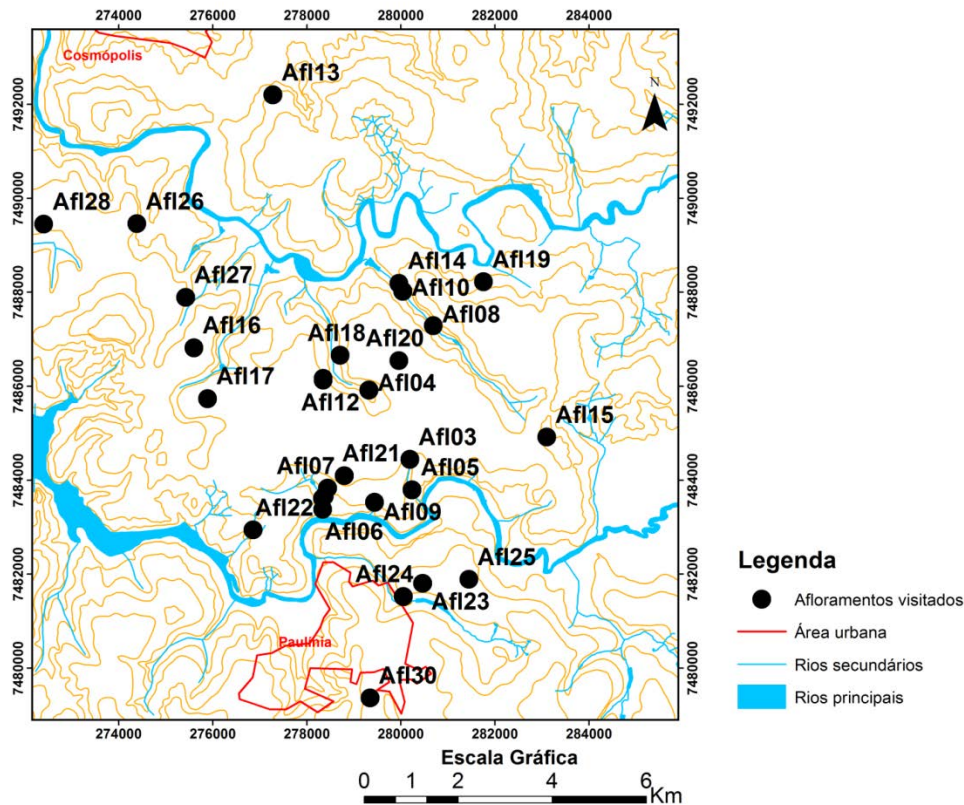 274000 276000 278000 280000 282000 284000
Cosmópolis
Afl13
N
7492000 7492000
7490000 7490000
Afl28 Afl26
Afl14 Afl19
7488000 7488000
Afl27 Afl10
Afl08
Afl16 Afl18 Afl20
7486000 7486000
Afl17 Afl04
Afl12
Afl15
Afl03
7484000 7484000
Afl07 Afl21 Afl05
Afl22 Afl09
Afl06
Afl25
7482000 7482000
Afl24
Afl23
Paulínia
7480000 7480000
Afl30
274000 276000 278000 280000 282000 284000
Legenda
Afloramentos visitados
Área urbana
Rios secundários
Rios principais
Escala Gráfica
0 1 2 4 6
Km